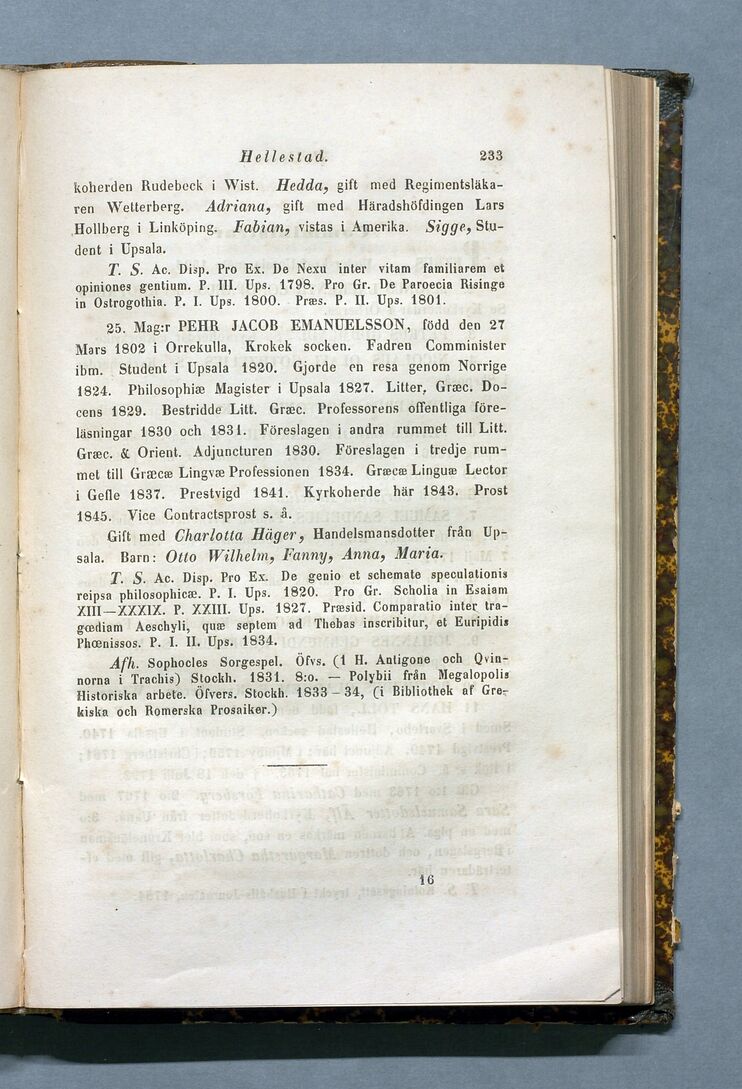 Hellestad. 233
koherden Rudebeck i Wist. Hedda, gift med Regimentsläka-
ren Wetterberg. Adriana, gift med Häradshöfdingen Lars
Hollberg i Linköping. Fabian, vistas i Amerika. Sigge, Stu-
dent i Upsala.
T. S. Ac. Disp. Pro Ex. De Nexu inter vitam familiarem et
opiniones gentium. P. III. Ups. 1798. Pro Gr. De Paroecia Risinge
in Ostrogothia. P. I. Ups. 1800. Præs. P. II. Ups. 1801.
25. Mag:r PEHR JACOB EMANUELSSON, född den 27
Mars 1802 i Orrekulla, Krokek socken. Fadren Comminister
ibm. Student i Upsala 1820. Gjorde en resa genom Norrige
1824. Philosophiæ Magister i Upsala 1827. Litter, Græc. Do-
cens 1829. Bestridde Litt. Græc. Professorens offentliga före-
läsningar 1830 och 1831. Föreslagen i andra rummet till Litt.
Græc. & Orient. Adjuncturen 1830. Föreslagen i tredje rum-
met till Græcæ Lingvæ Professionen 1834. Græcæ Linguæ Lector
i Gefle 1837. Prestvigd 1841. Kyrkoherde här 1843. Prost
1845. Vice Contractsprost s. å.
Gift med Charlotta Häger, Handelsmansdotter från Up-
sala. Barn: Otto Wilhelm, Fanny, Anna, Maria.
T. S. Ac. Disp. Pro Ex. De genio et schemate speculationis
reipsa philosophicæ. P. I. Ups. 1820. Pro Gr. Scholia in Esaiam
XIII—XXXIX. P. XXIII. Ups. 1827. Præsid. Comparatio inter tra-
gœdiam Aeschyli, quæ septem ad Thebas inscribitur, et Euripidis
Phœnissos. P. I. II. Ups. 1834.
Afh. Sophocles Sorgespel. Öfvs. (1 H. Antigone och Qvin-
norna i Trachis) Stockh. 1831. 8:o. — Polybii från Megalopolis
Historiska arbete. Öfvers. Stockh. 1833-34, (i Bibliothek af Gre-
kiska och Romerska Prosaiker.)
16